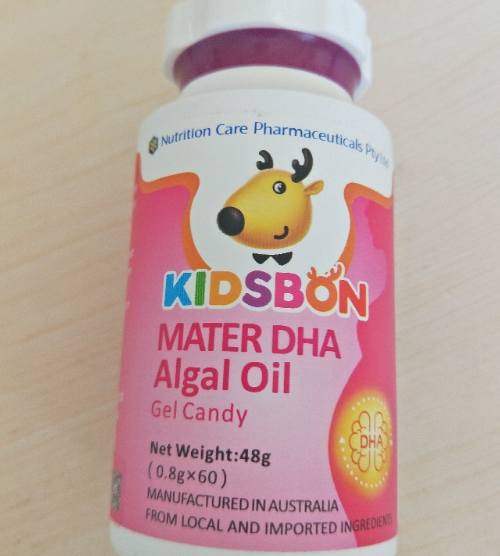 Nutrition Care Pharmaceuticals Pty Ltd
KIDSBON
MATER DHA
Algal Oil
Gel Candy
DHA
Net Weight:48g
(0.8g×60)
MANUFACTURED IN AUSTRALIA
FROM LOCAL AND IMPORTED INGREDIENTS